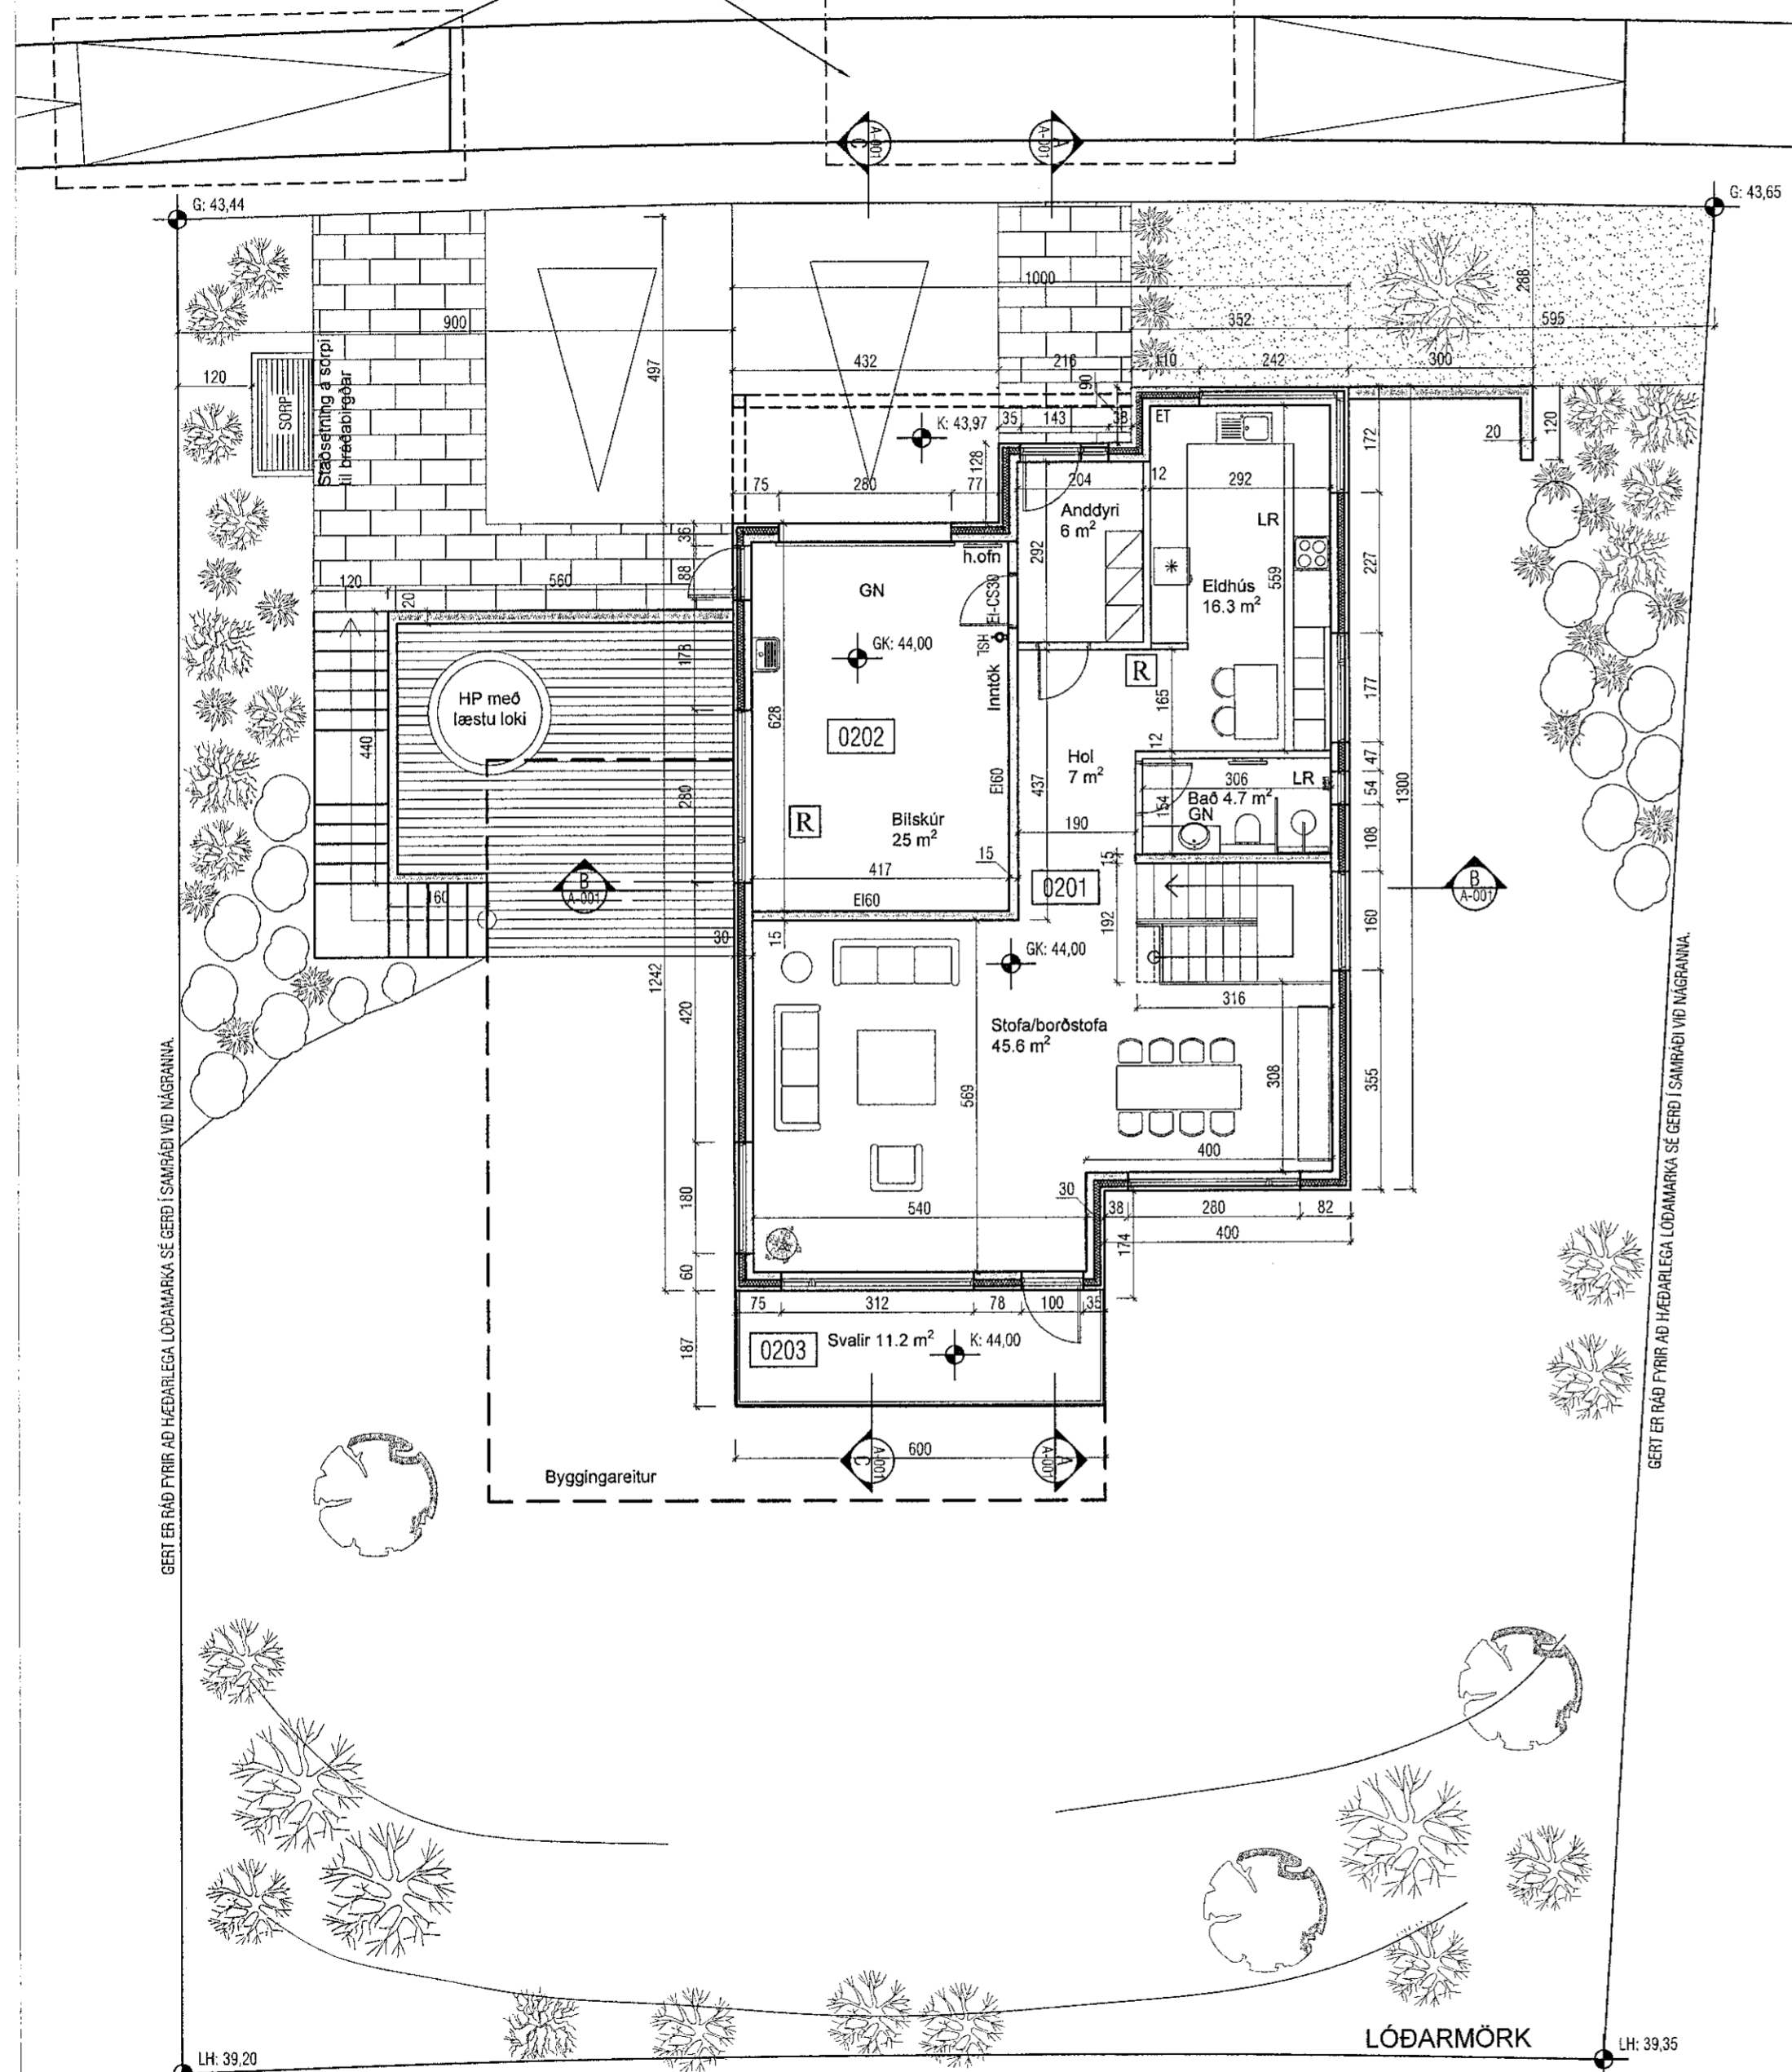 A-001
C
A-001
A
G: 43,44
G: 43,65
1000
288
900
352
595
497
120
432
216
110
242
300
90
SORP
Staðsetning á sorpi
til bráðabirgðar
K: 43,97
35
143
38
ET
172
20
120
128
75
280
77
204
12
292
Anddyri
6 m²
LR
36
h.ofn
292
227
88
GN
EI-CS30
559
Eldhús
16.3 m²
120
560
20
HSL
GK: 44,00
178
R
177
HP með
læstu loki
Inntök
165
628
0202
440
12
47
Hol
7 m²
306
LR
54
1300
280
EI60
437
Bað 4.7 m²
GN
154
R
Bílskúr
25 m²
190
108
15
15
417
0201
B
A-001
B
A-001
160
EI60
192
160
30
15
GK: 44,00
1242
316
420
Stofa/borðstofa
45.6 m²
569
308
355
400
GERT ER RÁÐ FYRIR AÐ HÆÐARLEGA LÓÐAMARKA SÉ GERÐ Í SAMRÁÐI VIÐ NÁGRANNA.
GERT ER RÁÐ FYRIR AÐ HÆÐARLEGA LÓÐAMARKA SÉ GERÐ Í SAMRÁÐI VIÐ NÁGRANNA.
180
30
540
38
280
82
400
174
60
75
312
78
100
35
187
0203
Svalir 11.2 m²
K: 44,00
600
A-001
C
A-001
A
Byggingareitur
LÓÐARMÖRK
LH: 39,20
LH: 39,35